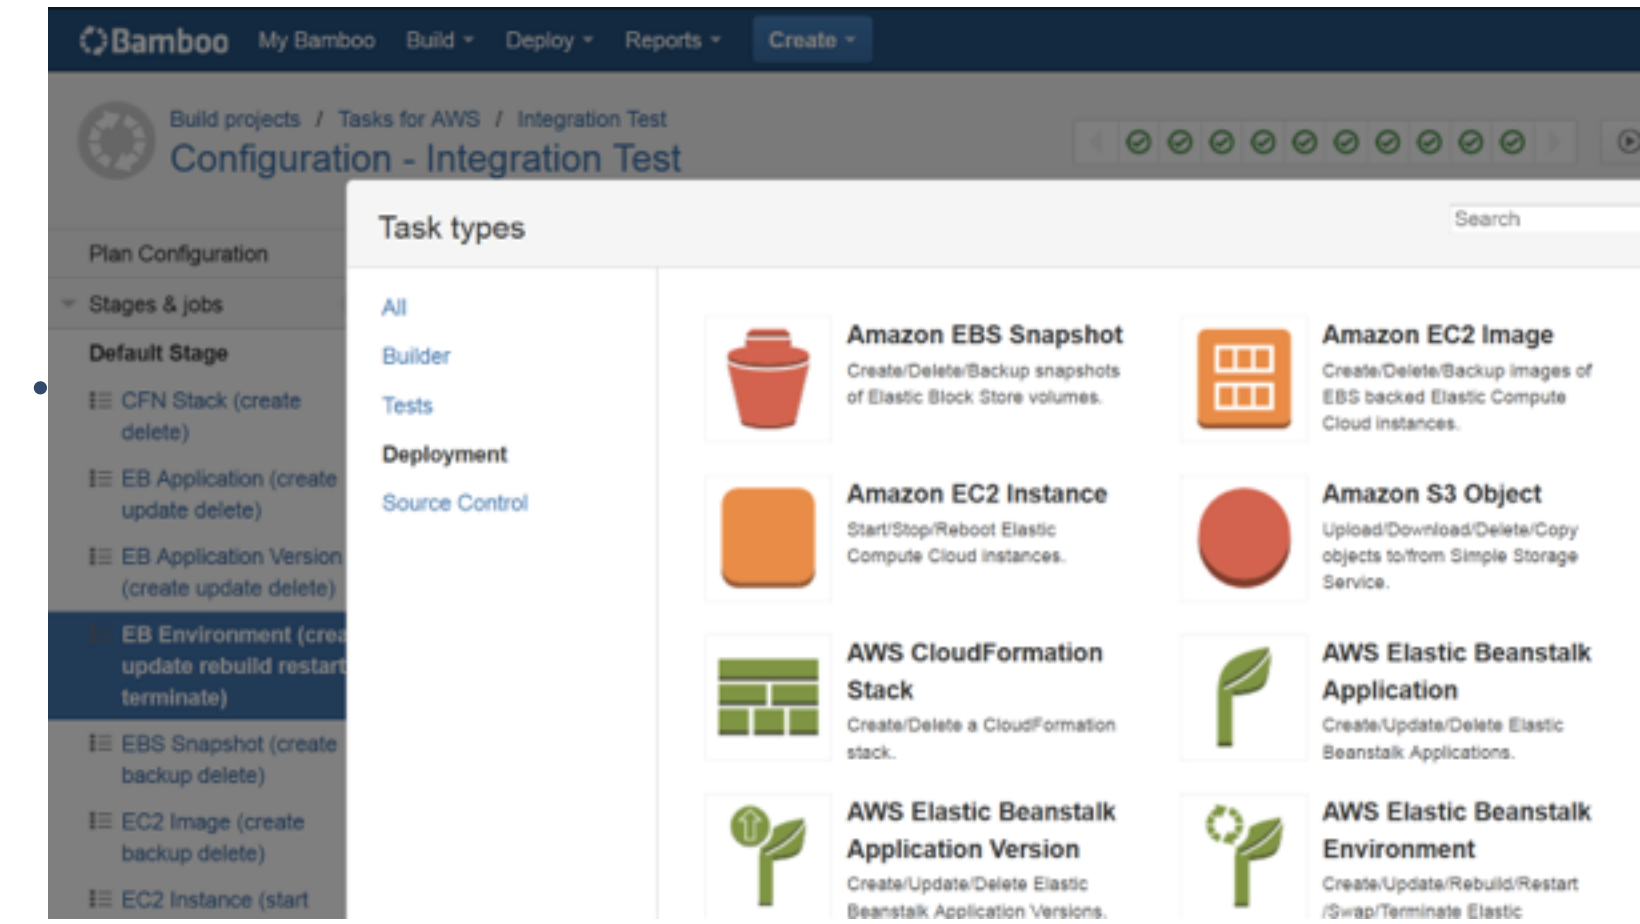 Bamboo My Bamboo Build Deploy Reports Create
Build projects / Tasks for AWS / Integration Test
Configuration - Integration Test
Plan Configuration
Stages & jobs
Default Stage
CFN Stack (create
delete)
EB Application (create
update delete)
EB Application Version
(create update delete)
EB Environment (crea
update rebuild restart
terminate)
EBS Snapshot (create
backup delete)
EC2 Image (create
backup delete)
EC2 Instance (start
Task types
Search
All
Builder
Tests
Deployment
Source Control
Amazon EBS Snapshot
Create/Delete/Backup snapshots
of Elastic Block Store volumes.
Amazon EC2 Image
Create/Delete/Backup images of
EBS backed Elastic Compute
Cloud instances.
Amazon EC2 Instance
Start/Stop/Reboot Elastic
Compute Cloud instances.
Amazon S3 Object
Upload/Download/Delete/Copy
objects to/from Simple Storage
Service.
AWS CloudFormation
Stack
Create/Delete a CloudFormation
stack.
AWS Elastic Beanstalk
Application
Create/Update/Delete Elastic
Beanstalk Applications.
AWS Elastic Beanstalk
Application Version
Create/Update/Delete Elastic
Beanstalk Application Versions.
AWS Elastic Beanstalk
Environment
Create/Update/Rebuild/Restart
/Swap/Terminate Elastic